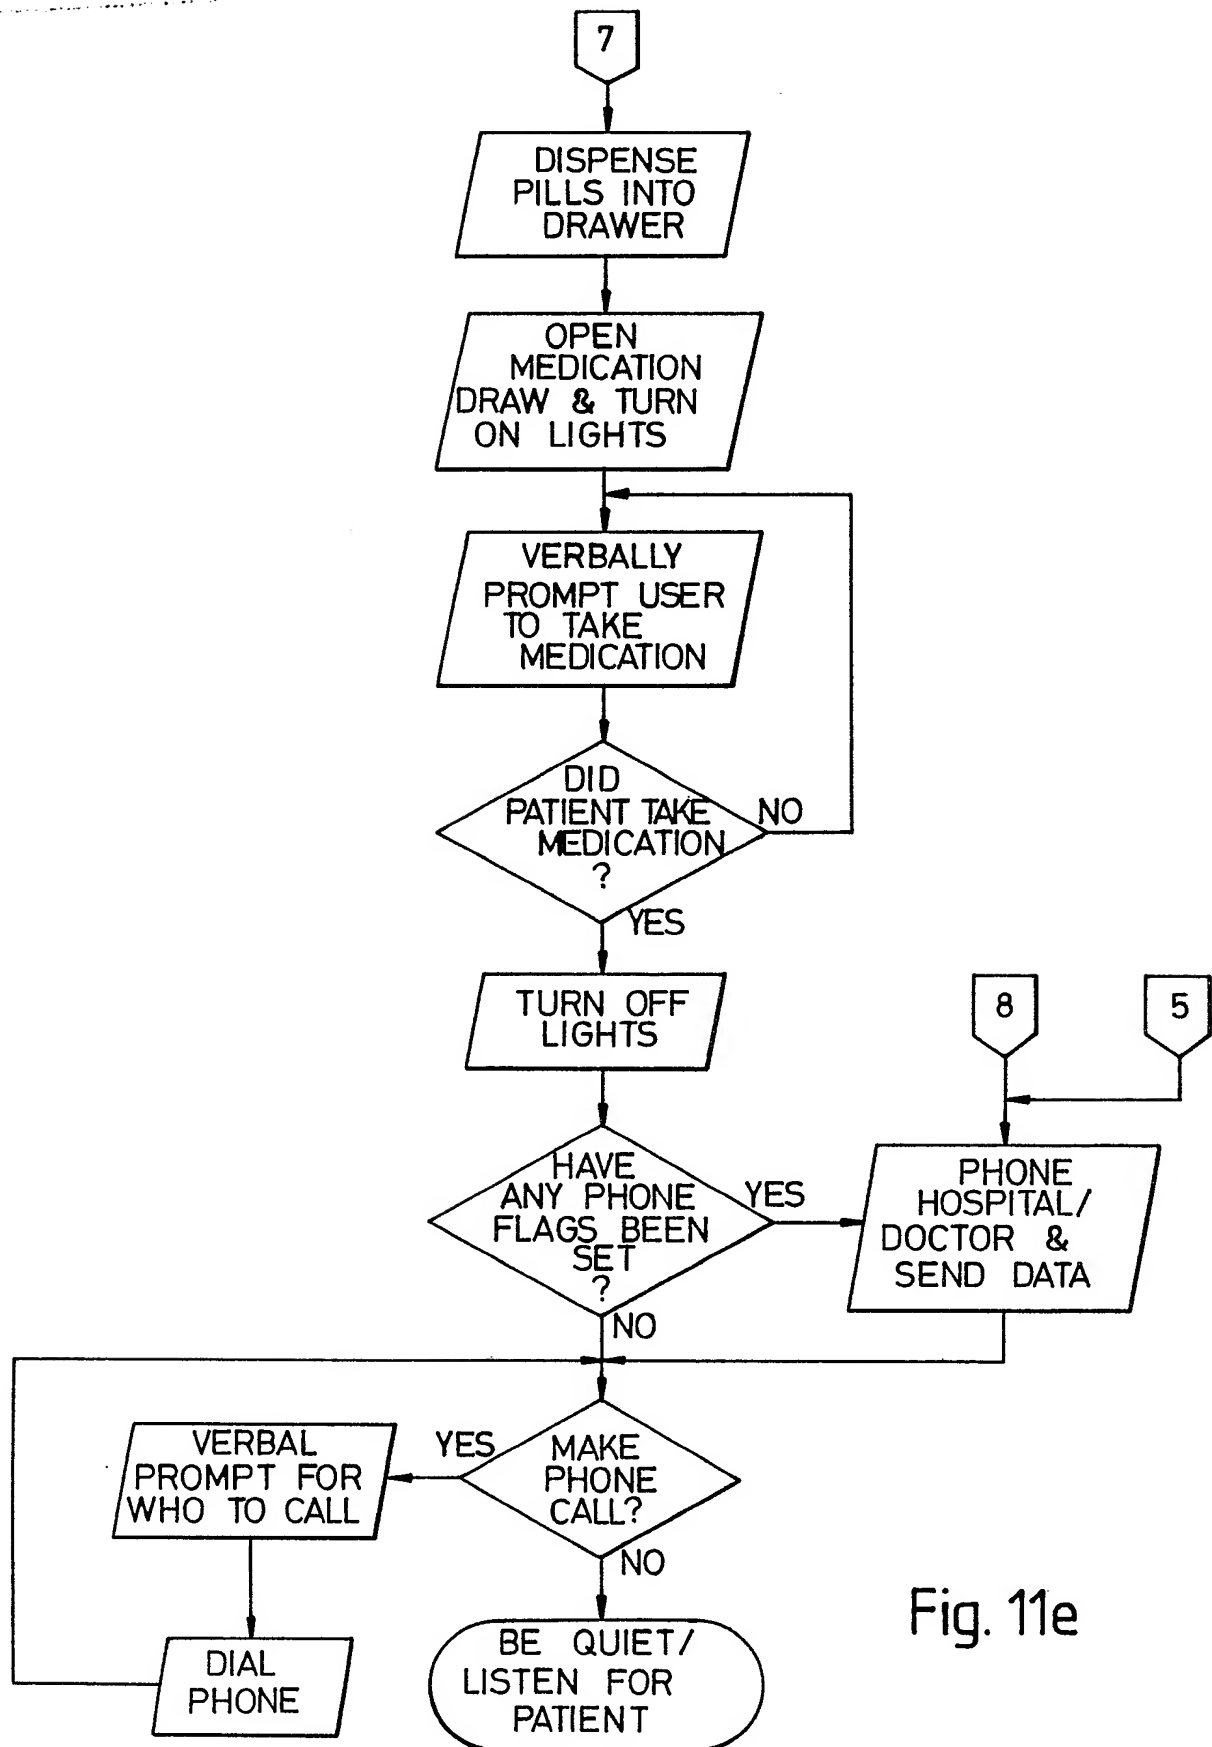 7
DISPENSE
PILLS INTO
DRAWER
OPEN
MEDICATION
DRAW & TURN
ON LIGHTS
VERBALLY
PROMPT USER
TO TAKE
MEDICATION
DID
PATIENT TAKE
MEDICATION
?
NO
YES
TURN OFF
LIGHTS
8
5
HAVE
ANY PHONE
FLAGS BEEN
SET
?
YES
NO
PHONE
HOSPITAL/
DOCTOR &
SEND DATA
MAKE
PHONE
CALL?
YES
NO
VERBAL
PROMPT FOR
WHO TO CALL
DIAL
PHONE
BE QUIET/
LISTEN FOR
PATIENT
Fig. 11e